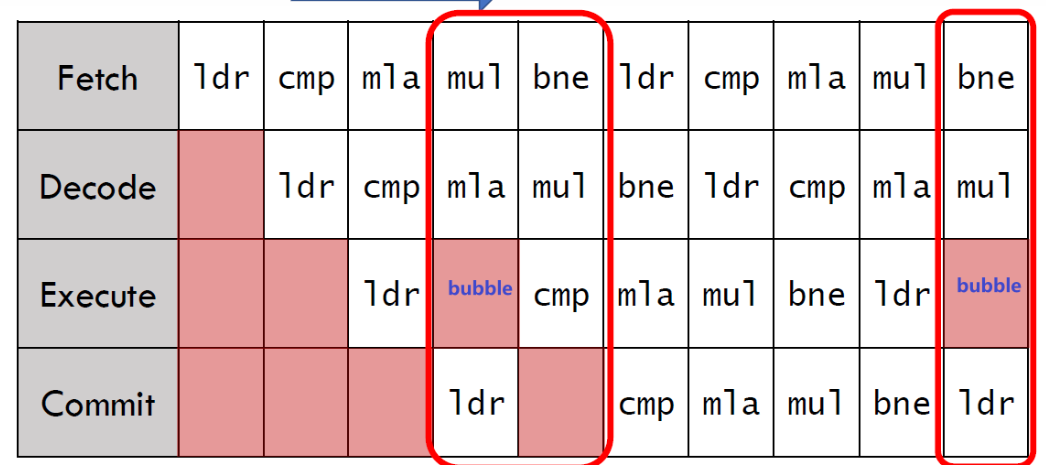 Fetch ldr cmp mla mul bne ldr cmp mla mul bne
Decode ldr cmp mla mul bne ldr cmp mla mul
Execute ldr bubble cmp mla mul bne ldr bubble
Commit ldr cmp mla mul bne ldr